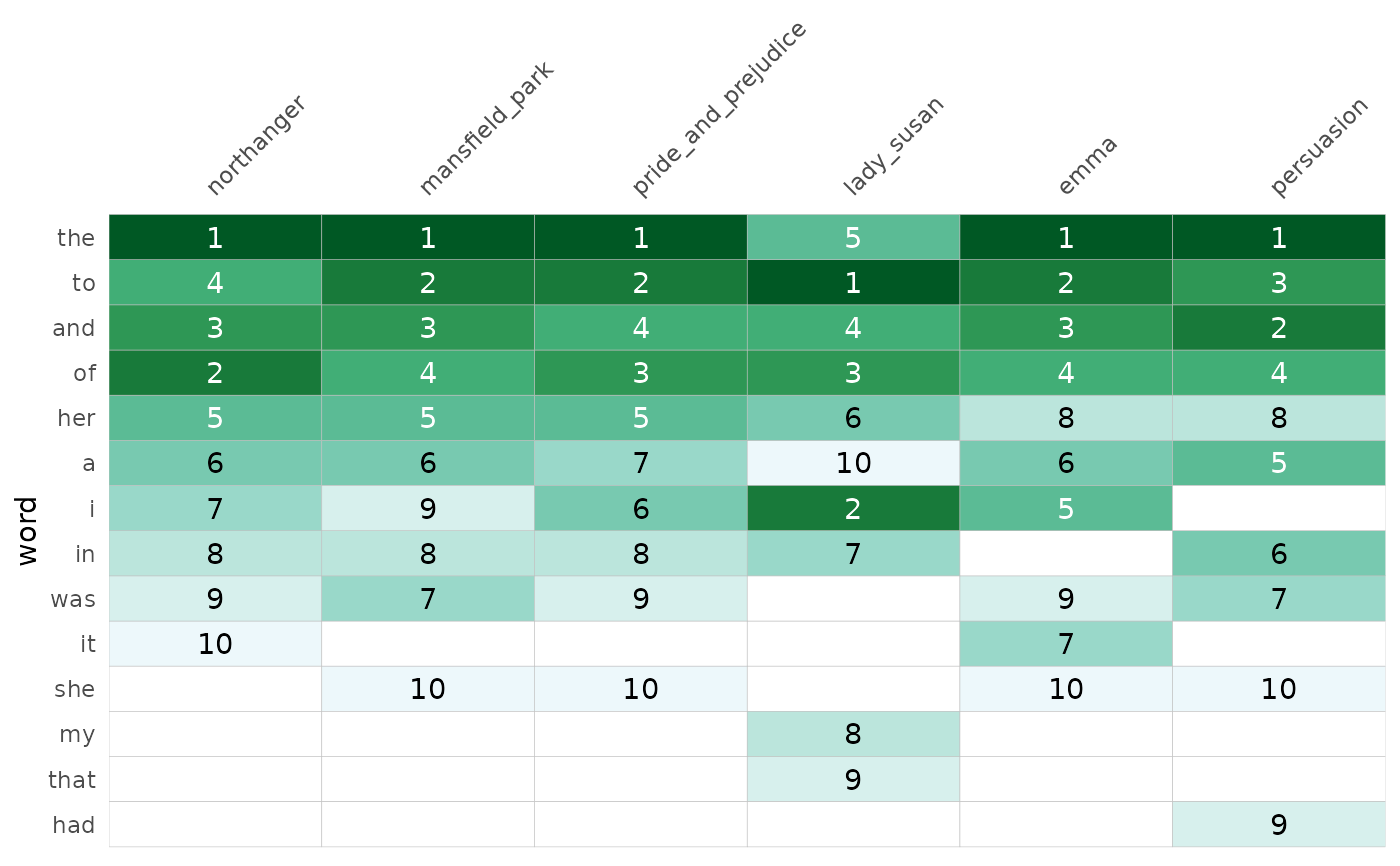 northanger mansfield_park pride_and_prejudice lady_susan emma persuasion
the 1 1 1 5 1 1
to 4 2 2 1 2 3
and 3 3 4 4 3 2
of 2 4 3 3 4 4
her 5 5 5 6 8 8
a 6 6 7 10 6 5
i 7 9 6 2 5
in 8 8 8 7 6
was 9 7 9 9 7
it 10 7
she 10 10 10 10
my 8
that 9
had 9
word